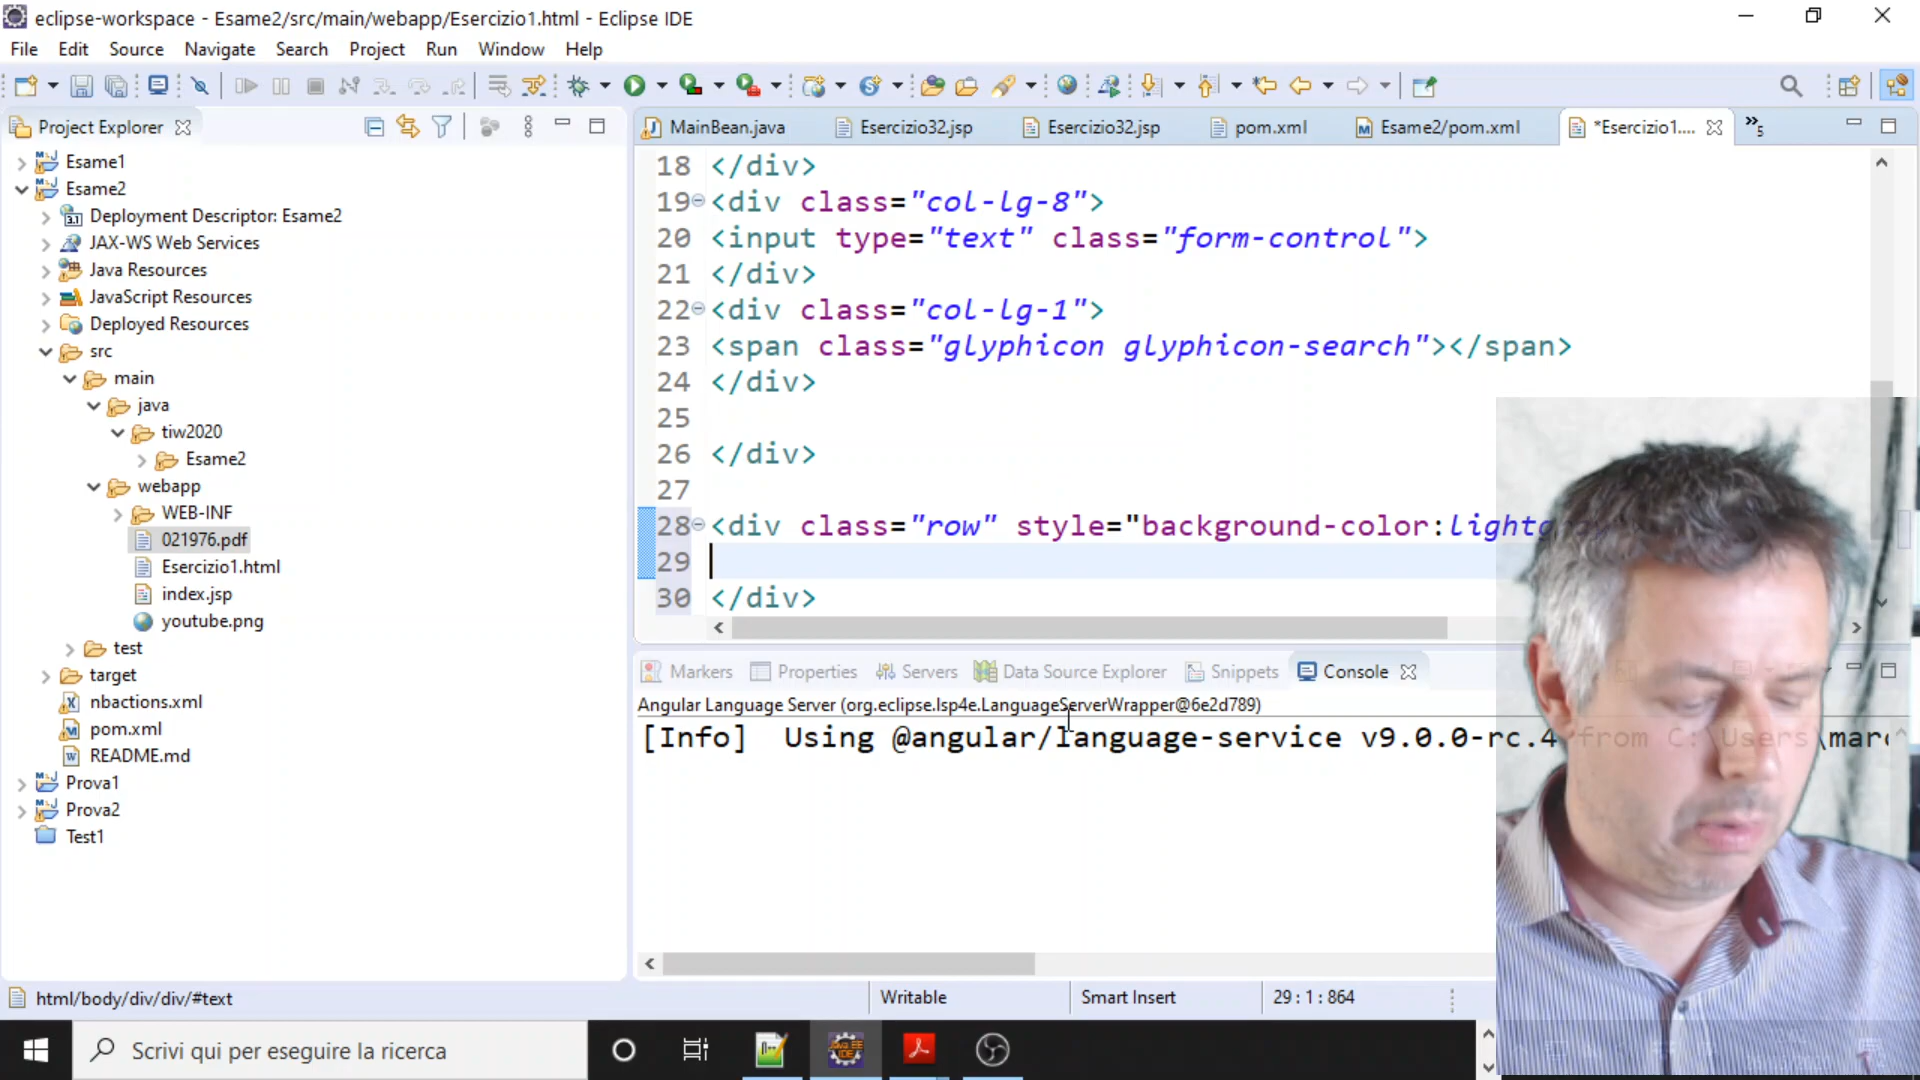 eclipse-workspace - Esame2/src/main/webapp/Esercizio1.html - Eclipse IDE
File Edit Source Navigate Search Project Run Window Help
Project Explorer
MainBean.java Esercizio32.jsp Esercizio32.jsp pom.xml Esame2/pom.xml *Esercizio1.... »5
Esame1
Esame2
Deployment Descriptor: Esame2
JAX-WS Web Services
Java Resources
JavaScript Resources
Deployed Resources
src
main
java
tiw2020
Esame2
webapp
WEB-INF
021976.pdf
Esercizio1.html
index.jsp
youtube.png
test
target
nbactions.xml
pom.xml
README.md
Prova1
Prova2
Test1
18 </div>
19 <div class="col-lg-8">
20 <input type="text" class="form-control">
21 </div>
22 <div class="col-lg-1">
23 <span class="glyphicon glyphicon-search"></span>
24 </div>
25
26 </div>
27
28 <div class="row" style="background-color:
29
30 </div>
Markers Properties Servers Data Source Explorer Snippets Console
Angular Language Server (org.eclipse.lsp4e.LanguageServerWrapper@6e2d789)
[Info] Using @angular/language-service v9.0.0-rc.4 from C:\Users\marc
html/body/div/div/#text Writable Smart Insert 29 : 1 : 864
Scrivi qui per eseguire la ricerca